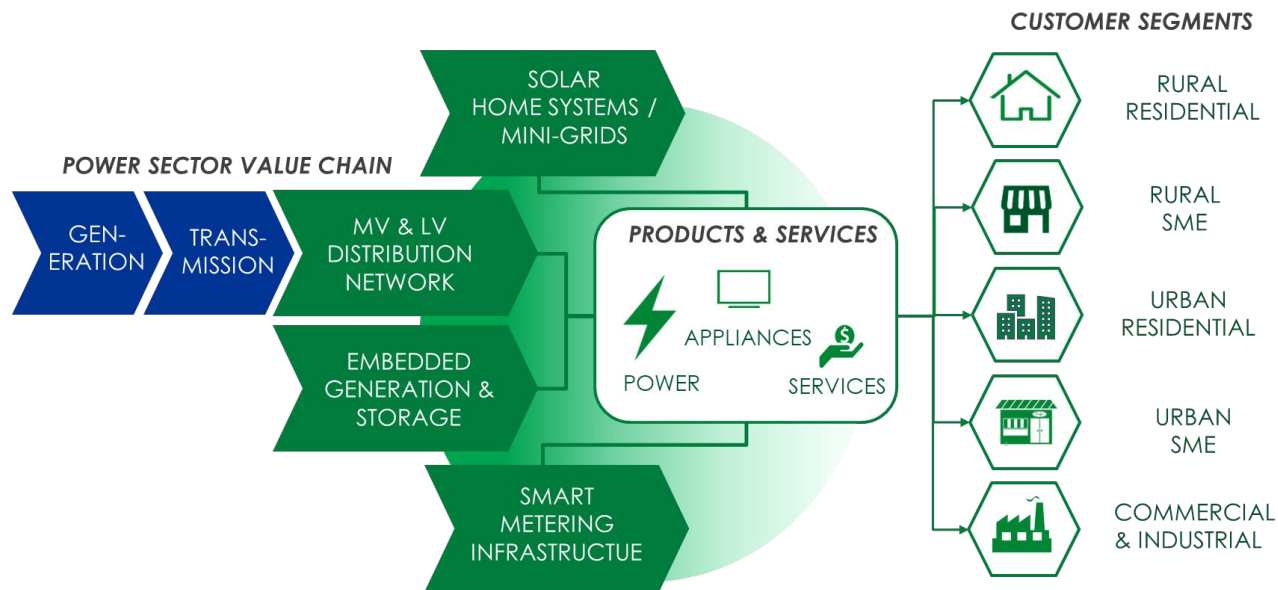 CUSTOMER SEGMENTS
SOLAR
HOME SYSTEMS /
MINI-GRIDS
POWER SECTOR VALUE CHAIN
GEN-
ERATION
TRANS-
MISSION
MV & LV
DISTRIBUTION
NETWORK
EMBEDDED
GENERATION &
STORAGE
SMART
METERING
INFRASTRUCTUE
PRODUCTS & SERVICES
APPLIANCES
$
POWER
SERVICES
RURAL
RESIDENTIAL
RURAL
SME
URBAN
RESIDENTIAL
URBAN
SME
COMMERCIAL
& INDUSTRIAL